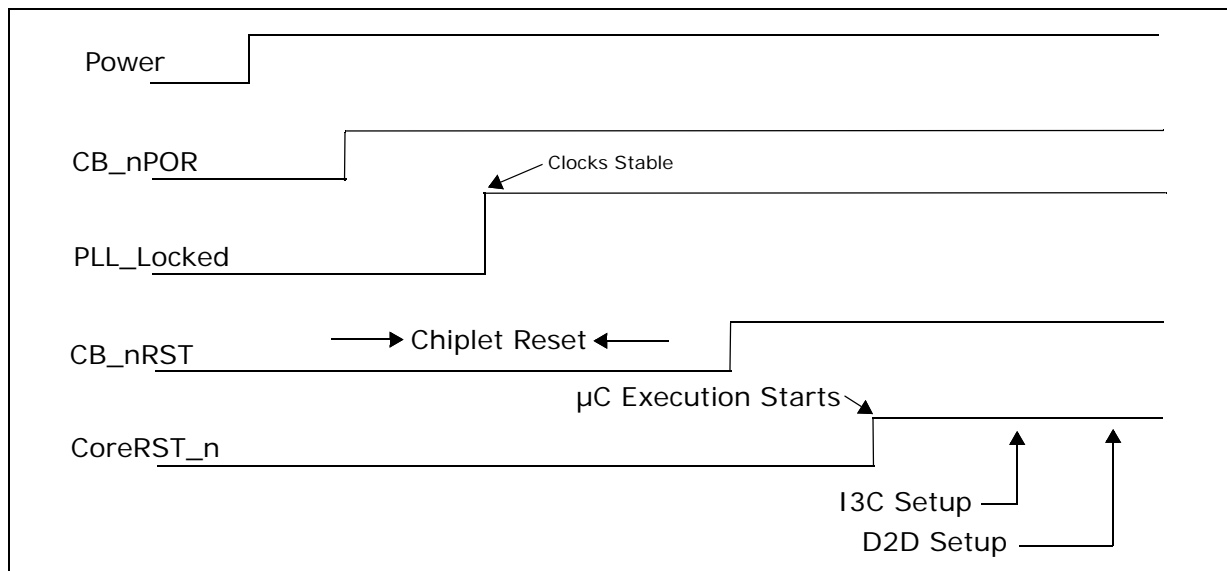 Power
CB_nPOR
Clocks Stable
PLL_Locked
Chiplet Reset
CB_nRST
µC Execution Starts
CoreRST_n
I3C Setup
D2D Setup